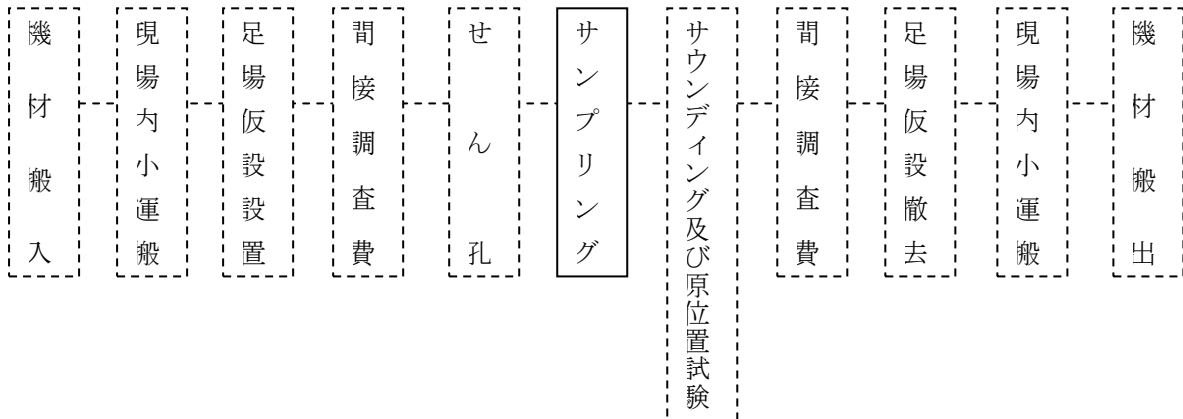 機材搬入
現場内小運搬
足場仮設設置
間接調査費
せん孔
サンプリング
サウンディング及び原位置試験
間接調査費
足場仮設撤去
現場内小運搬
機材搬出